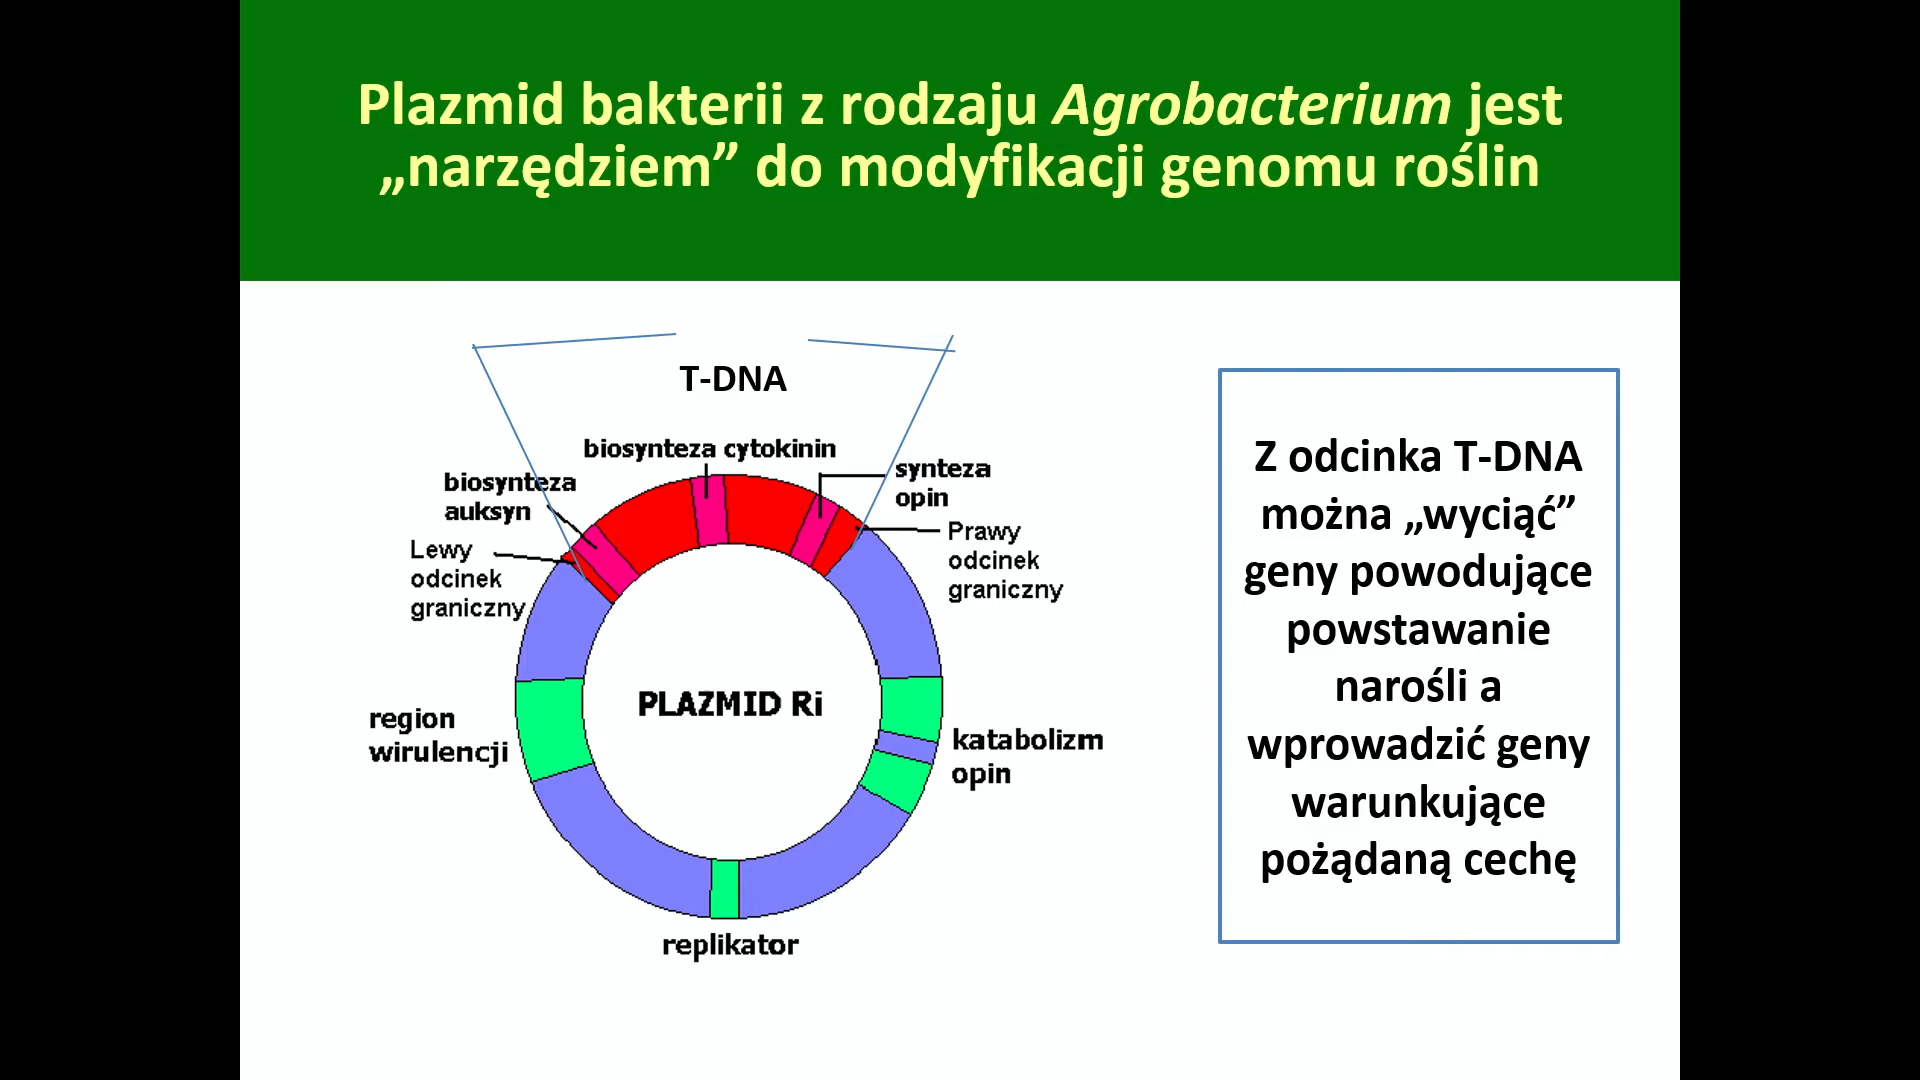 Plazmid bakterii z rodzaju Agrobacterium jest
„narzędziem” do modyfikacji genomu roślin
T-DNA
biosynteza cytokinin
biosynteza
auksyn
synteza
opin
Lewy
odcinek
graniczny
Prawy
odcinek
graniczny
PLAZMID Ri
region
wirulencji
katabolizm
opin
replikator
Z odcinka T-DNA
można „wyciąć”
geny powodujące
powstawanie
narośli a
wprowadzić geny
warunkujące
pożądaną cechę